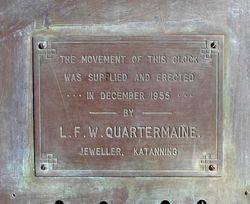 THE MOVEMENT OF THIS CLOCK
WAS SUPPLIED AND ERECTED
··· IN DECEMBER 1955 ···
·· BY ··
L.F.W. QUARTERMAINE.
JEWELLER, KATANNING